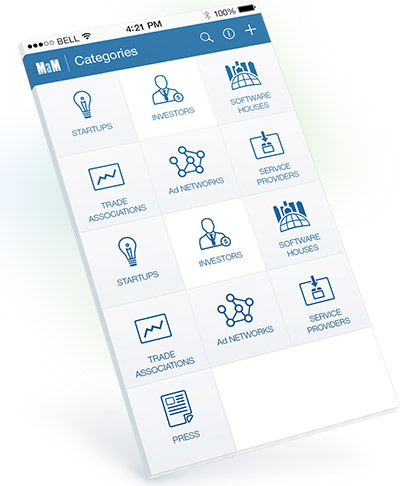 BELL 4:21 PM 100%
MaM Categories
STARTUPS
INVESTORS
SOFTWARE
HOUSES
TRADE
ASSOCIATIONS
Ad NETWORKS
SERVICE
PROVIDERS
STARTUPS
INVESTORS
SOFTWARE
HOUSES
TRADE
ASSOCIATIONS
Ad NETWORKS
SERVICE
PROVIDERS
PRESS